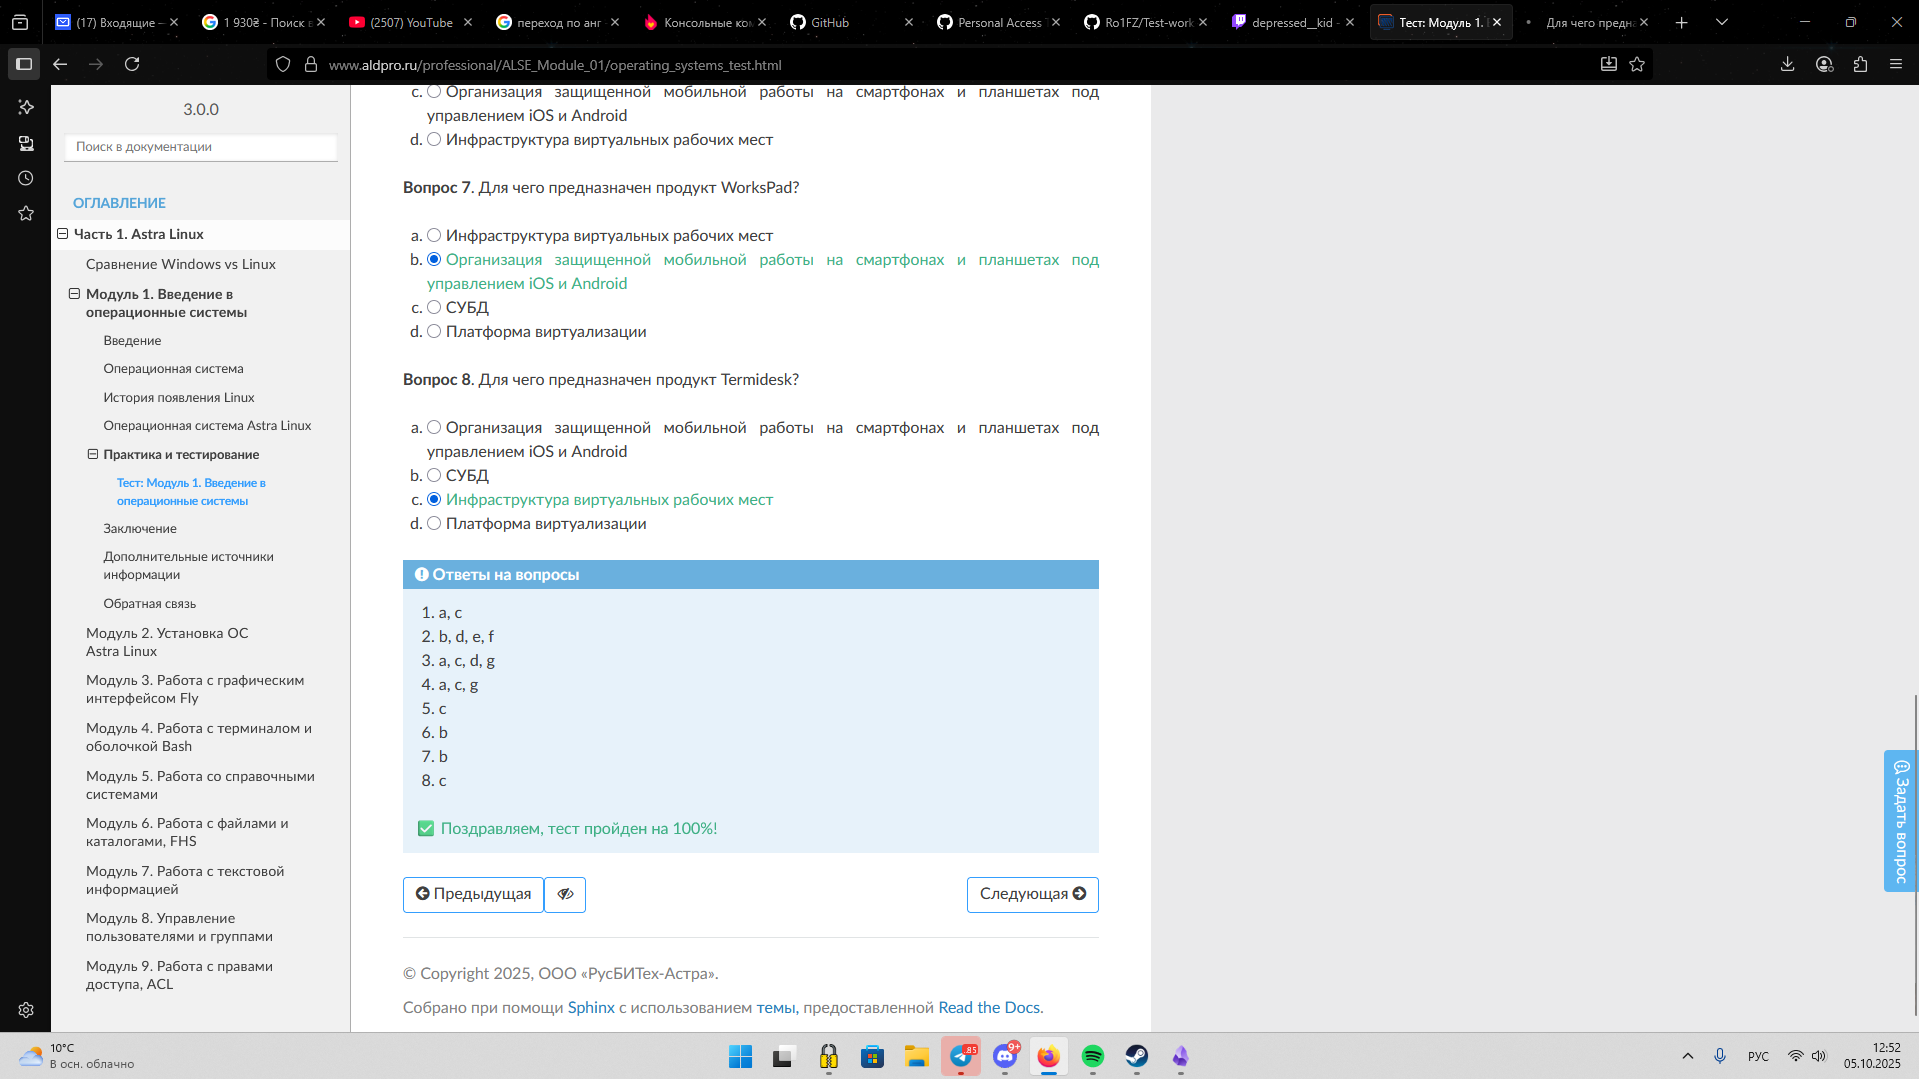 (17) Входящие –
1 930₴ - Поиск в
(2507) YouTube
переход по анг
Консольные ко
GitHub
Personal Access T
Ro1FZ/Test-work
depressed__kid -
Тест: Модуль 1.
Для чего предна
www.aldpro.ru/professional/ALSE_Module_01/operating_systems_test.html
3.0.0
Поиск в документации
ОГЛАВЛЕНИЕ
Часть 1. Astra Linux
Сравнение Windows vs Linux
Модуль 1. Введение в
операционные системы
Введение
Операционная система
История появления Linux
Операционная система Astra Linux
Практика и тестирование
Тест: Модуль 1. Введение в
операционные системы
Заключение
Дополнительные источники
информации
Обратная связь
Модуль 2. Установка ОС
Astra Linux
Модуль 3. Работа с графическим
интерфейсом Fly
Модуль 4. Работа с терминалом и
оболочкой Bash
Модуль 5. Работа со справочными
системами
Модуль 6. Работа с файлами и
каталогами, FHS
Модуль 7. Работа с текстовой
информацией
Модуль 8. Управление
пользователями и группами
Модуль 9. Работа с правами
доступа, ACL
c. Организация защищенной мобильной работы на смартфонах и планшетах под
управлением iOS и Android
d. Инфраструктура виртуальных рабочих мест
Вопрос 7. Для чего предназначен продукт WorksPad?
a. Инфраструктура виртуальных рабочих мест
b. Организация защищенной мобильной работы на смартфонах и планшетах под
управлением iOS и Android
c. СУБД
d. Платформа виртуализации
Вопрос 8. Для чего предназначен продукт Termidesk?
a. Организация защищенной мобильной работы на смартфонах и планшетах под
управлением iOS и Android
b. СУБД
c. Инфраструктура виртуальных рабочих мест
d. Платформа виртуализации
Ответы на вопросы
1. a, c
2. b, d, e, f
3. a, c, d, g
4. a, c, g
5. c
6. b
7. b
8. c
Поздравляем, тест пройден на 100%!
Предыдущая
Следующая
© Copyright 2025, ООО «РусБИТех-Астра».
Собрано при помощи Sphinx с использованием темы, предоставленной Read the Docs.
Задать вопрос
10°C
В осн. облачно
85
9+
РУС
12:52
05.10.2025